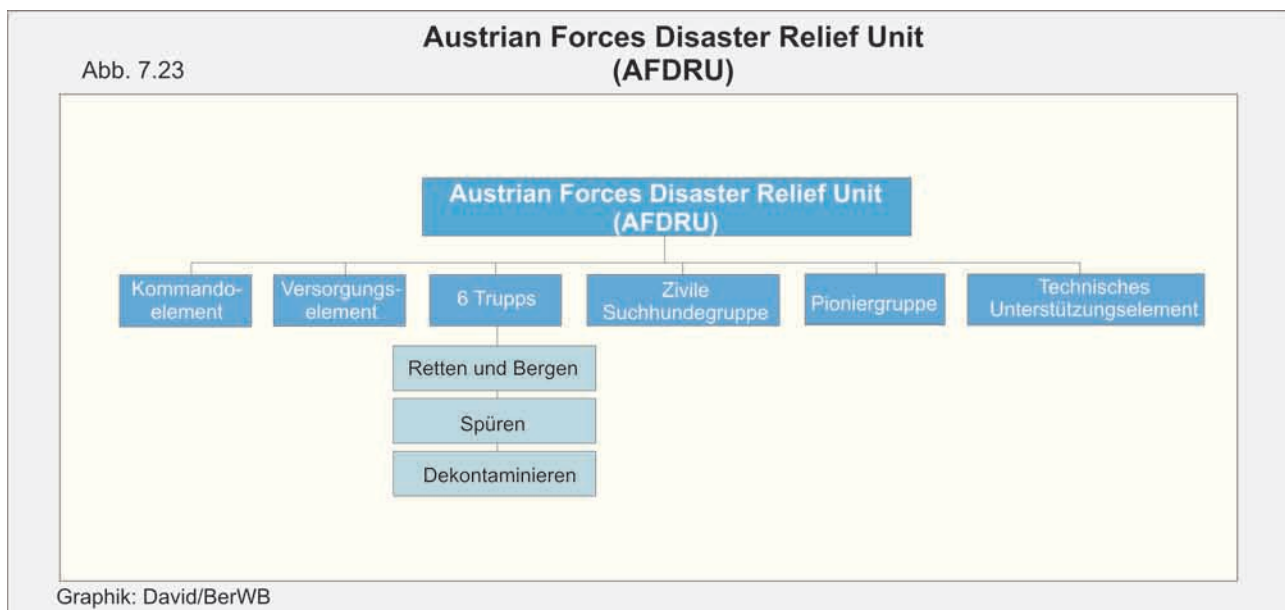 Austrian Forces Disaster Relief Unit
(AFDRU)
Abb. 7.23
Austrian Forces Disaster Relief Unit
(AFDRU)
Kommando-
element
Versorgungs-
element
6 Trupps
Zivile
Suchhundegruppe
Pioniergruppe
Technisches
Unterstützungselement
Retten und Bergen
Spüren
Dekontaminieren
Graphik: David/BerWB